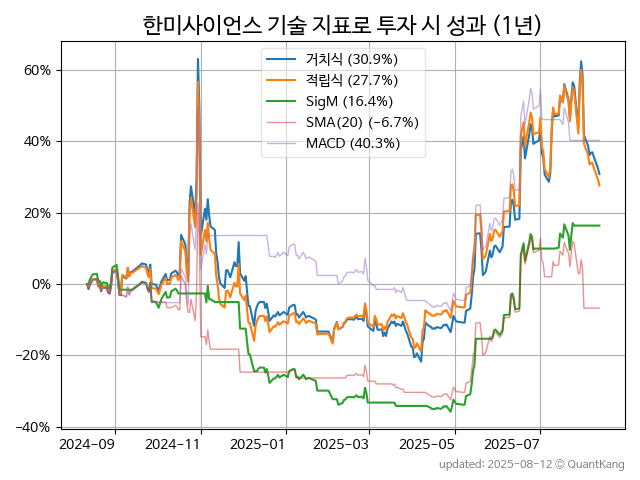 한미사이언스 기술 지표로 투자 시 성과 (1년)
거치식 (30.9%)
적립식 (27.7%)
SigM (16.4%)
SMA(20) (−6.7%)
MACD (40.3%)
60%
40%
20%
0%
−20%
−40%
2024−09 2024−11 2025−01 2025−03 2025−05 2025−07
updated: 2025-08-12 © QuantKang